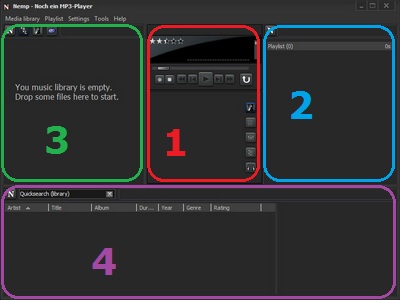 Nemp - Noch ein MP3-Player
Media library Playlist Settings Tools Help
You music library is empty.
Drop some files here to start.
3
1
Playlist (0) 0s
2
Quicksearch (library)
Artist Title Album Dur... Year Genre Rating
4